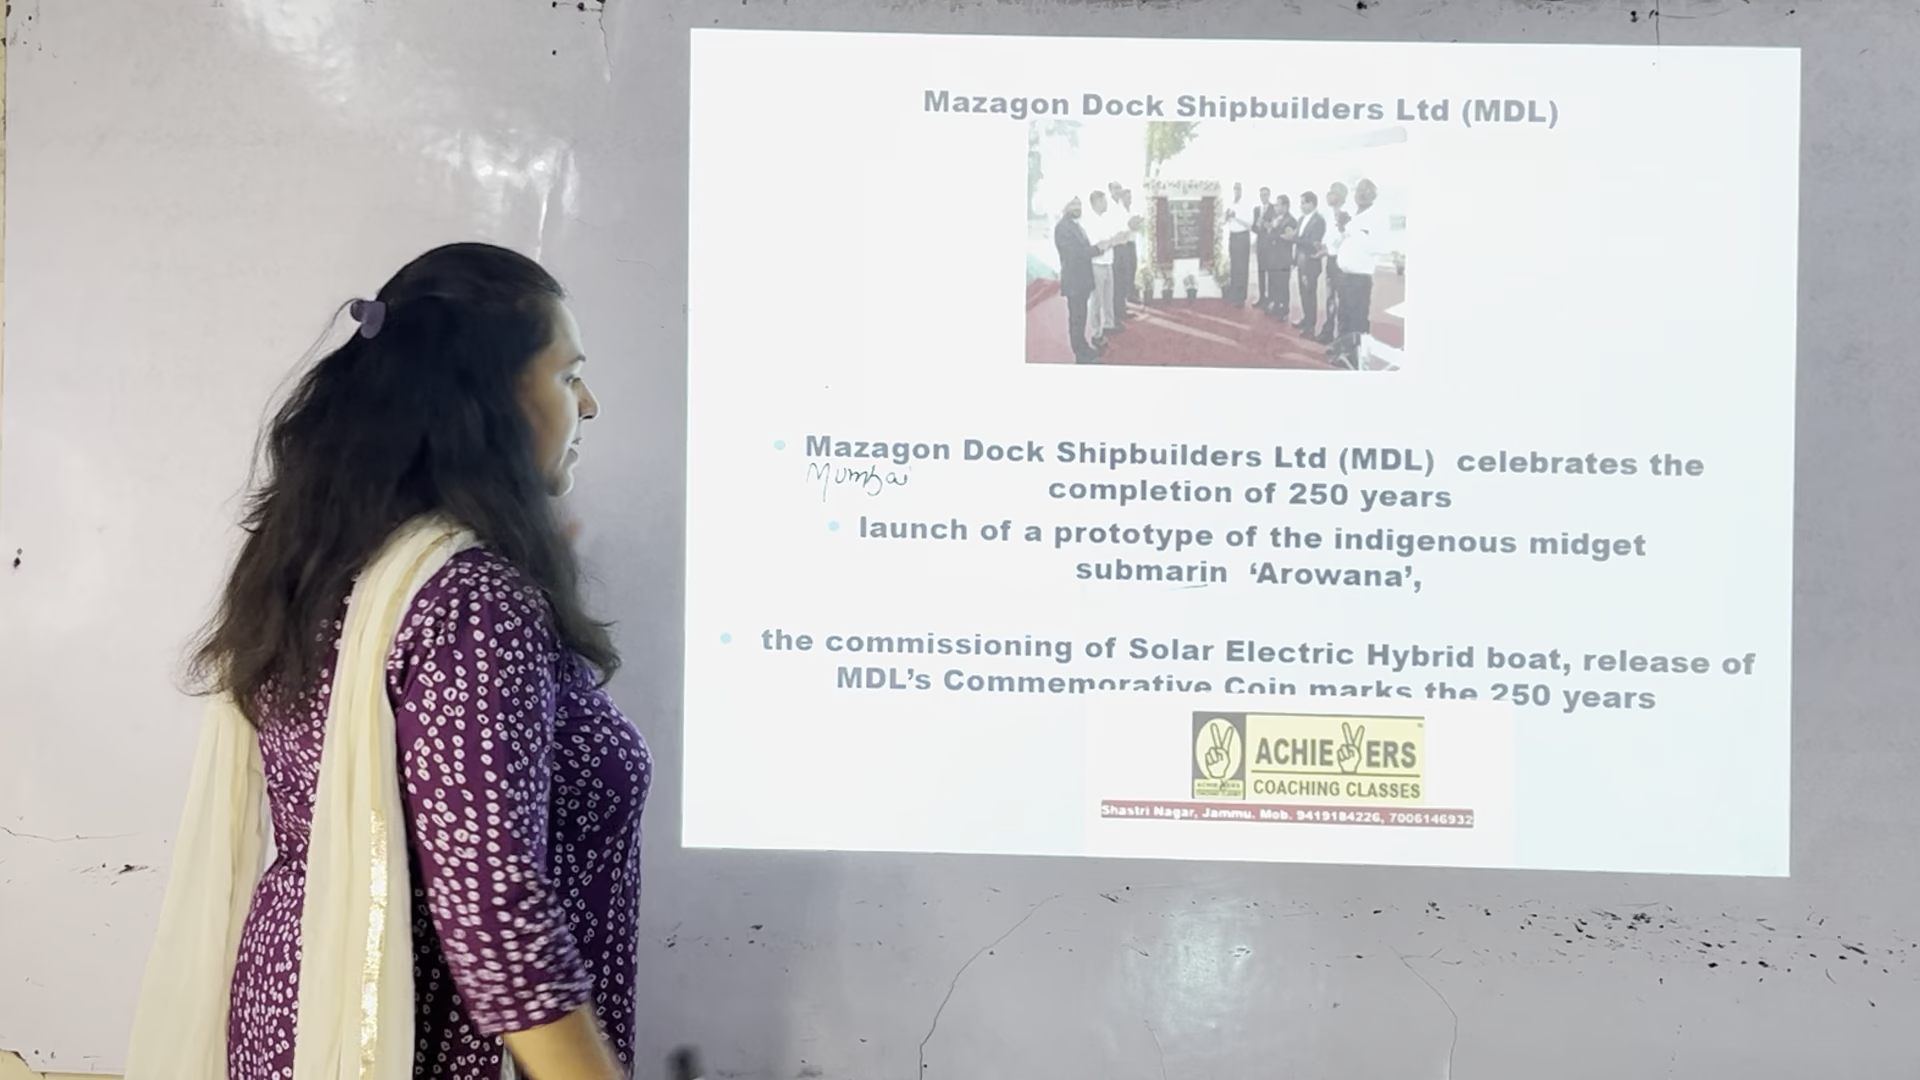 Mazagon Dock Shipbuilders Ltd (MDL)
Mazagon Dock Shipbuilders Ltd (MDL) celebrates the
Mumbai
completion of 250 years
launch of a prototype of the indigenous midget
submarin ‘Arowana’,
the commissioning of Solar Electric Hybrid boat, release of
MDL’s Commemorative Coin marks the 250 years
ACHIEVERS
COACHING CLASSES
Shastri Nagar, Jammu. Mob. 9419184226, 7006146932